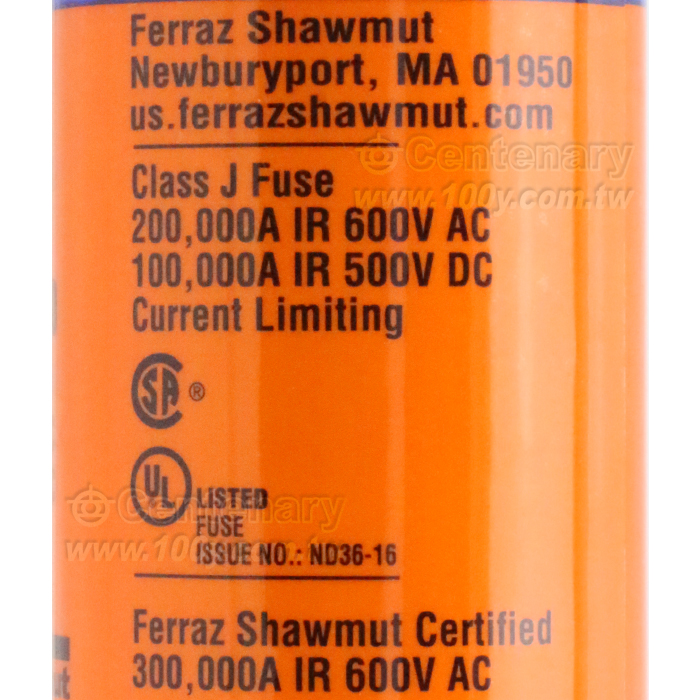 Ferraz Shawmut
Newburyport, MA 01950
us.ferrazshawmut.com
Centenary
www.100y.com.tw
Class J Fuse
200,000A IR 600V AC
100,000A IR 500V DC
Current Limiting
SA ®
UL
LISTED
Centenary
FUSE
www.100y.com.tw
ISSUE NO.: ND36-16
Ferraz Shawmut Certified
300,000A IR 600V AC